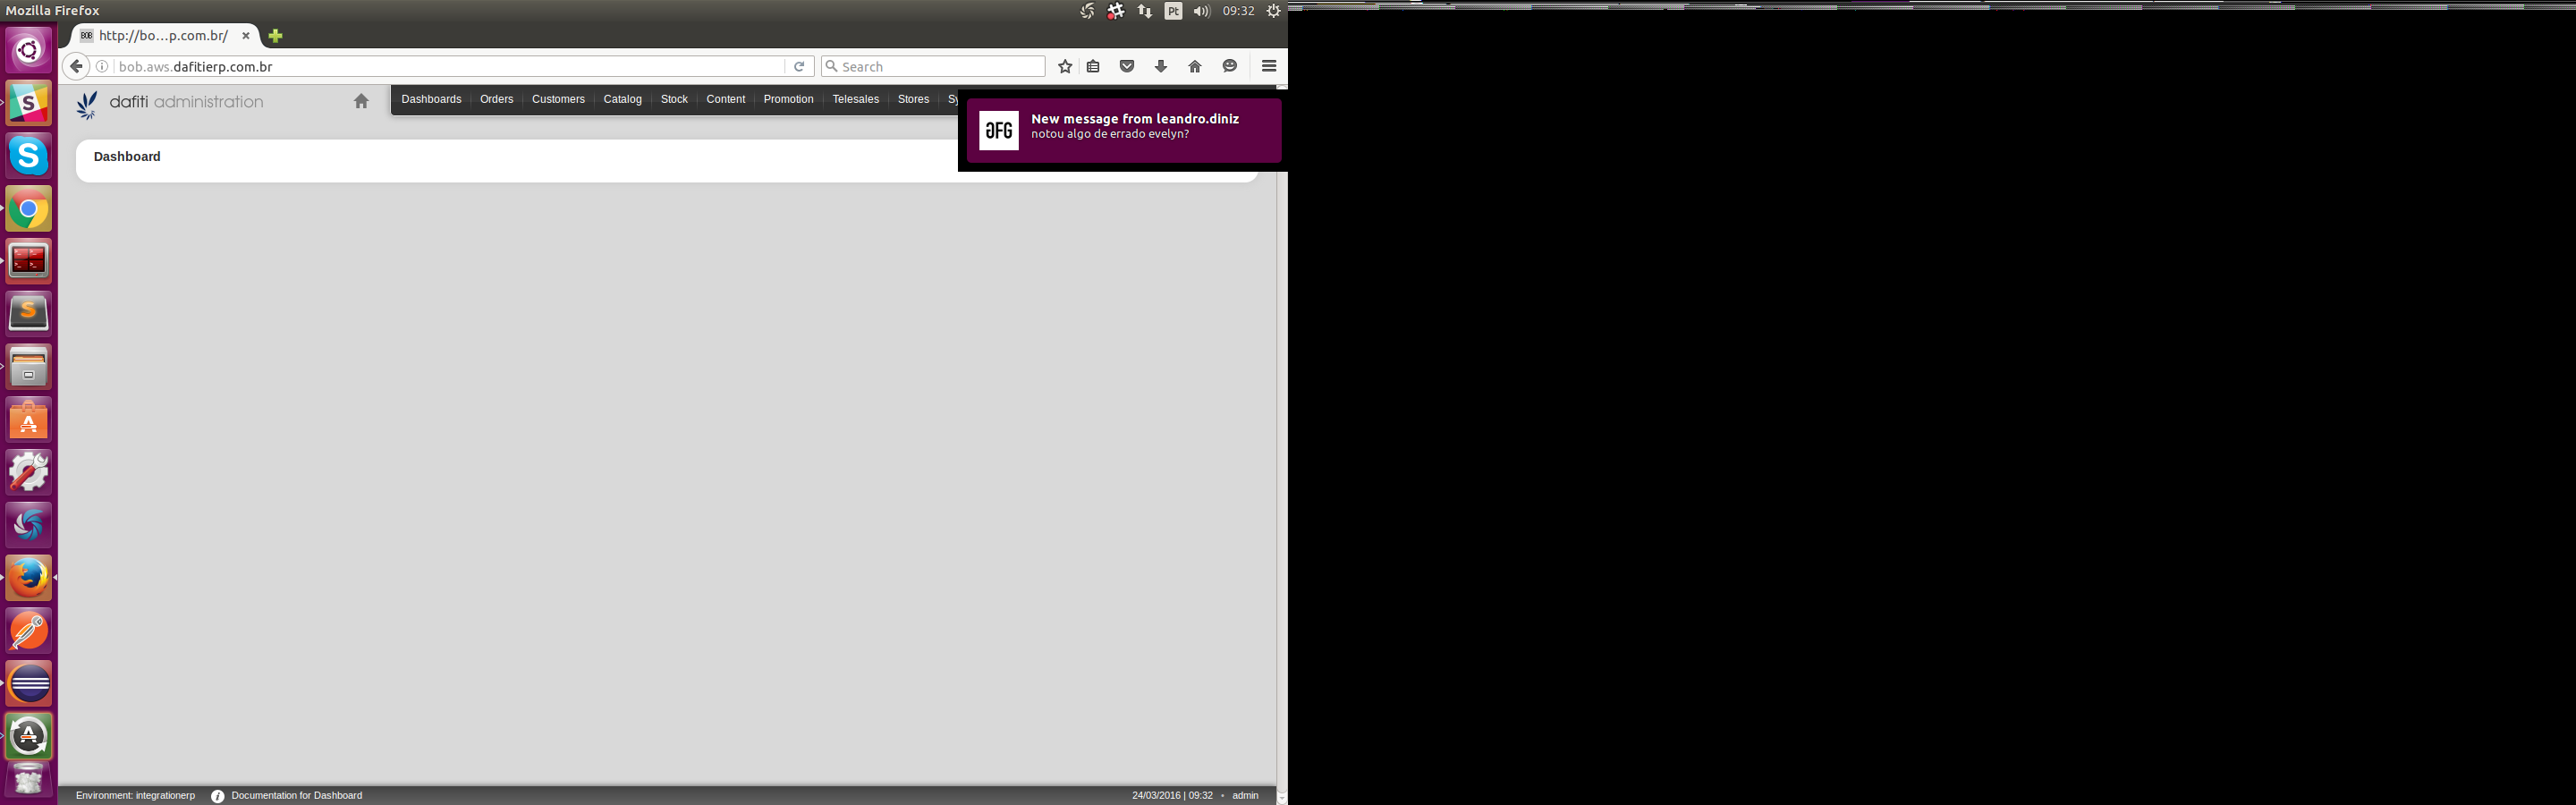 Mozilla Firefox
Pt
09:32
BOB http://bo...p.com.br/
bob.aws.dafitierp.com.br
Search
dafiti administration
Dashboards Orders Customers Catalog Stock Content Promotion Telesales Stores Sy
New message from leandro.diniz
notou algo de errado evelyn?
GFG
Dashboard
Environment: integrationerp
Documentation for Dashboard
24/03/2016 | 09:32 • admin